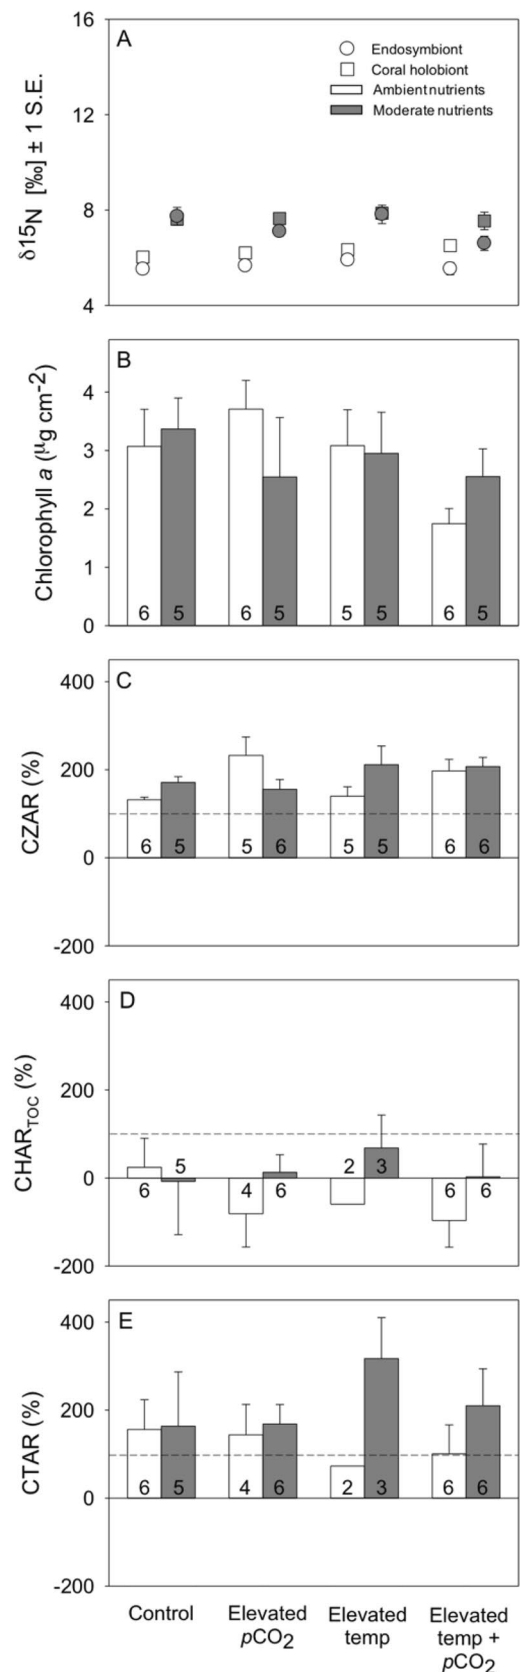 16
A
Endosymbiont
Coral holobiont
Ambient nutrients
Moderate nutrients
12
8
4
δ15N [‰] ± 1 S.E.
B
4
3
2
1
0
Chlorophyll a (µg cm-2)
6 5 6 5 5 5 6 5
C
400
200
0
-200
CZAR (%)
6 5 5 6 5 5 6 6
D
400
200
0
-200
CHARTOC (%)
6 5 4 6 2 3 6 6
E
400
200
0
-200
CTAR (%)
6 5 4 6 2 3 6 6
Control
Elevated
pCO2
Elevated
temp
Elevated
temp +
pCO2